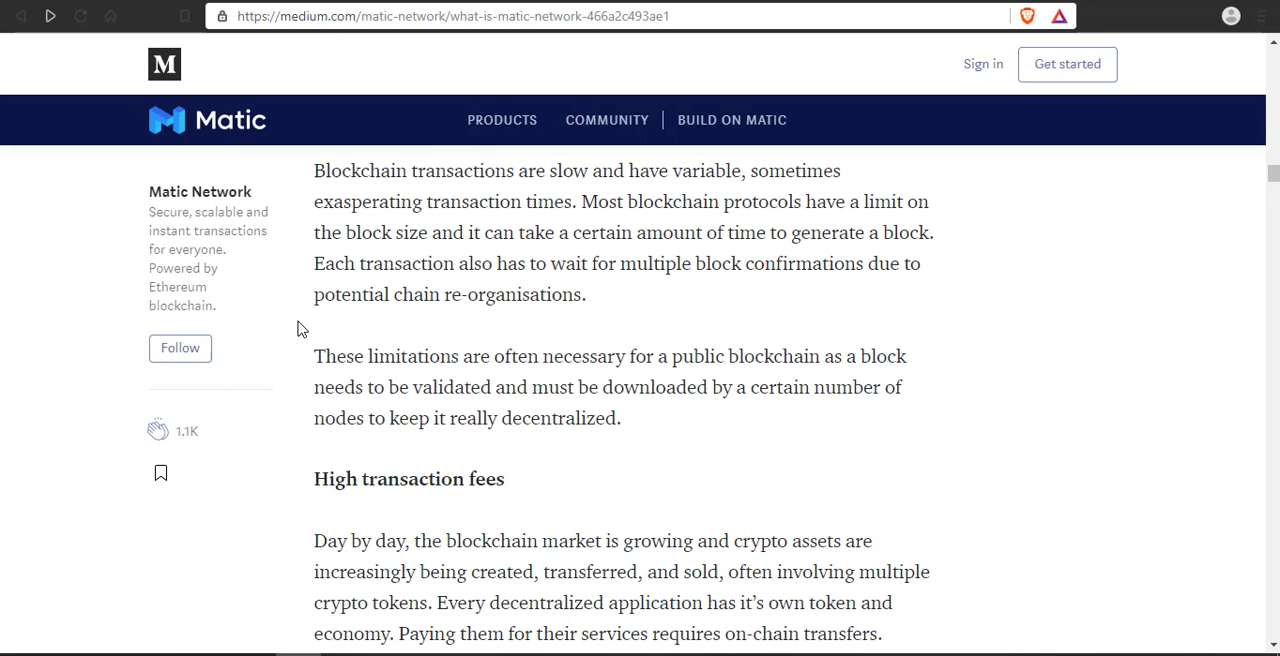 https://medium.com/matic-network/what-is-matic-network-466a2c493ae1
M
Sign in
Get started
Matic
PRODUCTS
COMMUNITY
BUILD ON MATIC
Matic Network
Secure, scalable and
instant transactions
for everyone.
Powered by
Ethereum
blockchain.
Follow
1.1K
Blockchain transactions are slow and have variable, sometimes
exasperating transaction times. Most blockchain protocols have a limit on
the block size and it can take a certain amount of time to generate a block.
Each transaction also has to wait for multiple block confirmations due to
potential chain re-organisations.
These limitations are often necessary for a public blockchain as a block
needs to be validated and must be downloaded by a certain number of
nodes to keep it really decentralized.
High transaction fees
Day by day, the blockchain market is growing and crypto assets are
increasingly being created, transferred, and sold, often involving multiple
crypto tokens. Every decentralized application has it’s own token and
economy. Paying them for their services requires on-chain transfers.